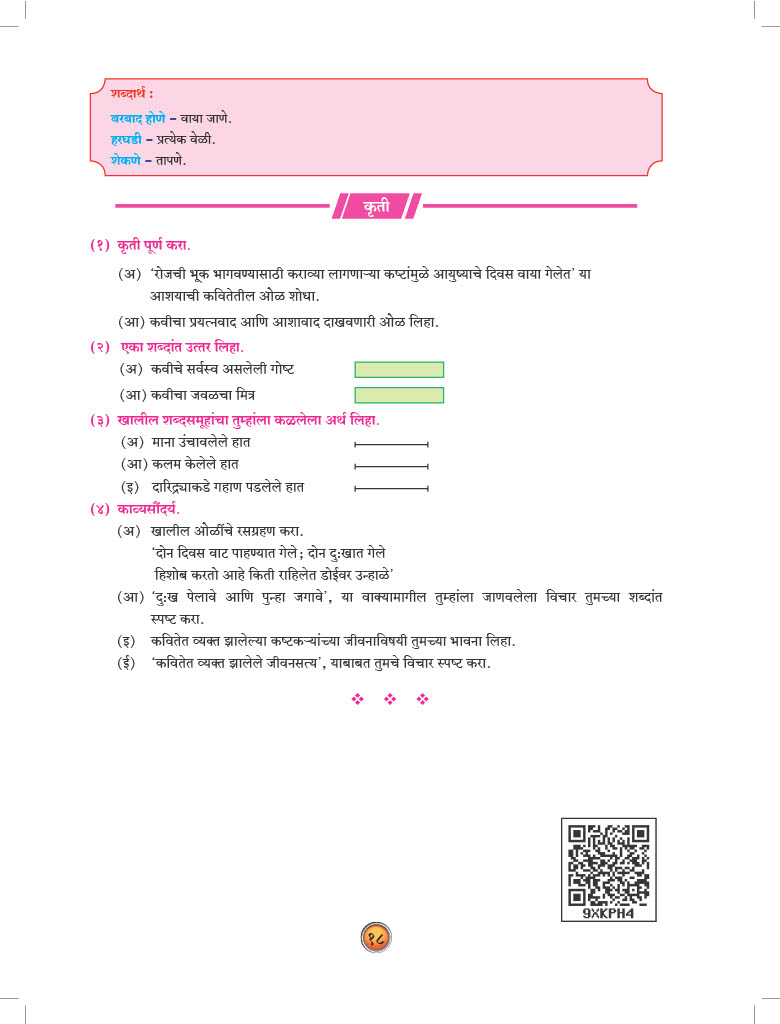 शब्दार्थ :
बरबाद होणे – वाया जाणे.
हरघडी – प्रत्येक वेळी.
शेकणे – तापणे.
कृती
(१) कृती पूर्ण करा.
(अ) ‘रोजची भूक भागवण्यासाठी कराव्या लागणाऱ्या कष्टांमुळे आयुष्याचे दिवस वाया गेलेत’ या
आशयाची कवितेतील ओळ शोधा.
(आ) कवीचा प्रयत्नवाद आणि आशावाद दाखवणारी ओळ लिहा.
(२) एका शब्दांत उत्तर लिहा.
(अ) कवीचे सर्वस्व असलेली गोष्ट
(आ) कवीचा जवळचा मित्र
(३) खालील शब्दसमूहांचा तुम्हांला कळलेला अर्थ लिहा.
(अ) माना उंचावलेले हात
(आ) कलम केलेले हात
(इ) दारिद्र्याकडे गहाण पडलेले हात
(४) काव्यसौंदर्य.
(अ) खालील ओळींचे रसग्रहण करा.
‘दोन दिवस वाट पाहण्यात गेले; दोन दुःखात गेले
हिशोब करतो आहे किती राहिलेत डोईवर उन्हाळे’
(आ) ‘दुःख पेलावे आणि पुन्हा जगावे’, या वाक्यामागील तुम्हांला जाणवलेला विचार तुमच्या शब्दांत
स्पष्ट करा.
(इ) कवितेत व्यक्त झालेल्या कष्टकऱ्यांच्या जीवनाविषयी तुमच्या भावना लिहा.
(ई) ‘कवितेत व्यक्त झालेले जीवनसत्य’, याबाबत तुमचे विचार स्पष्ट करा.
9XKPH4
१८